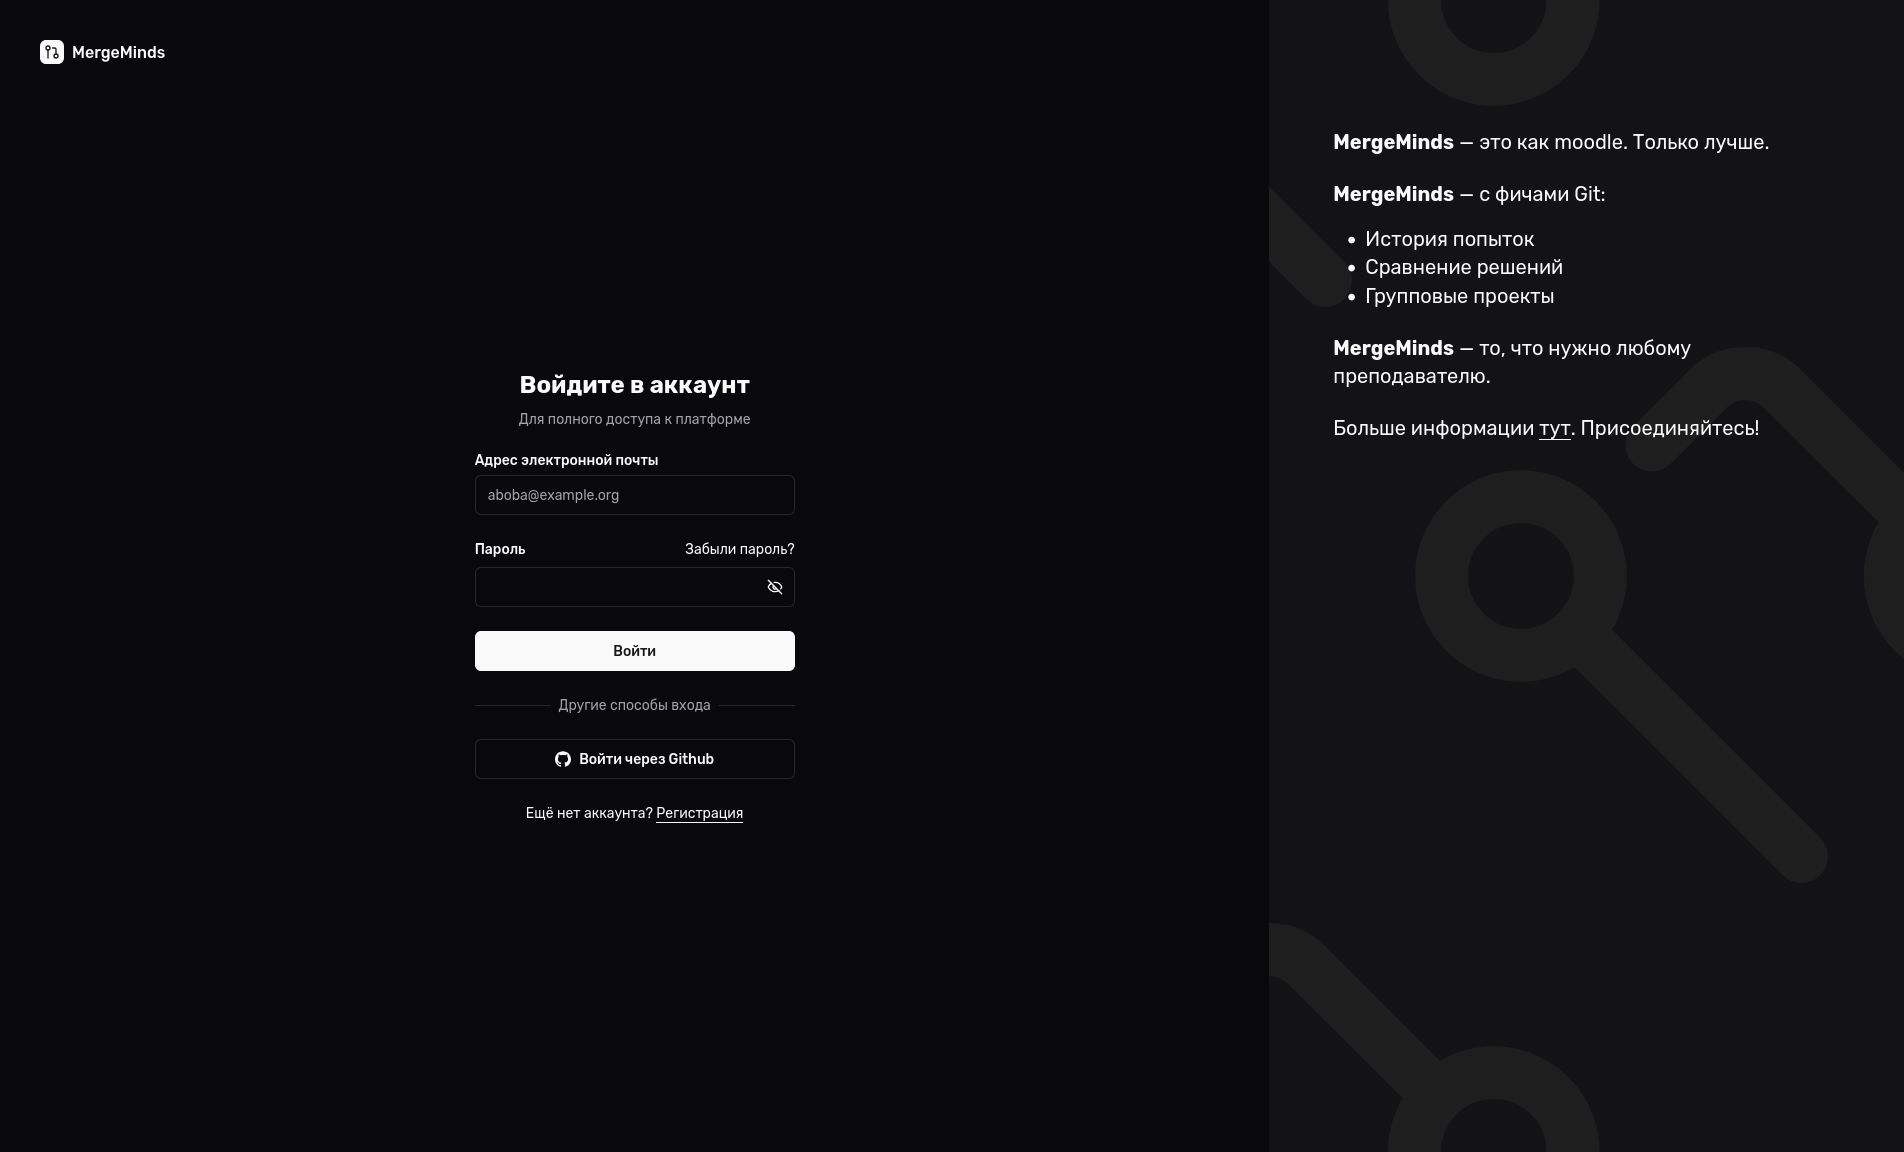 MergeMinds
Войдите в аккаунт
Для полного доступа к платформе
Адрес электронной почты
aboba@example.org
Пароль
Забыли пароль?
Войти
Другие способы входа
Войти через Github
Ещё нет аккаунта? Регистрация
MergeMinds — это как moodle. Только лучше.
MergeMinds — с фичами Git:
• История попыток
• Сравнение решений
• Групповые проекты
MergeMinds — то, что нужно любому
преподавателю.
Больше информации тут. Присоединяйтесь!